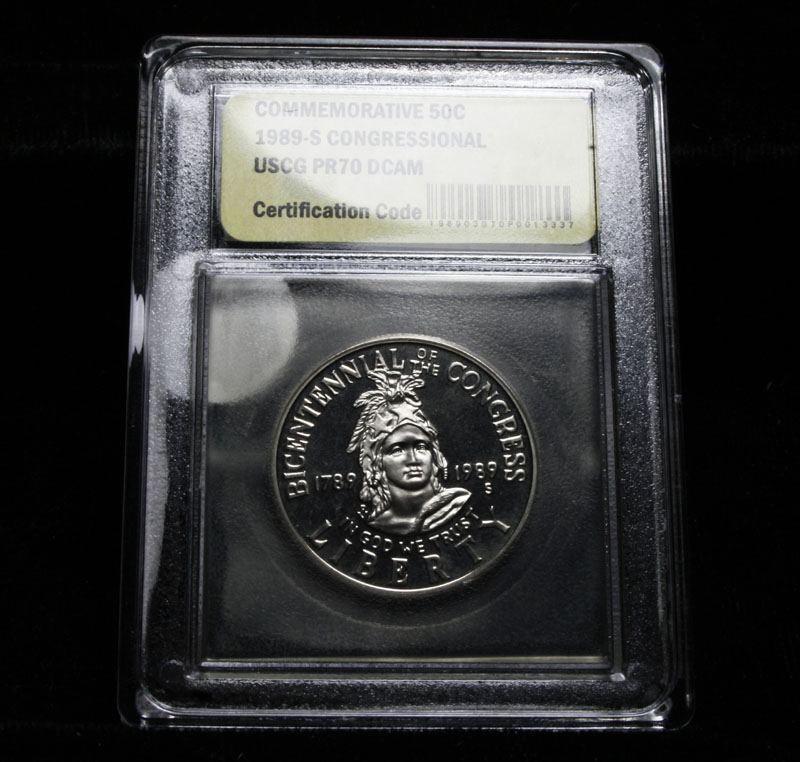 COMMEMORATIVE 50C
1989-S CONGRESSIONAL
USCG PR70 DCAM
Certification Code
BICENTENNIAL OF THE CONGRESS
1789 1989
S
IN GOD WE TRUST
LIBERTY